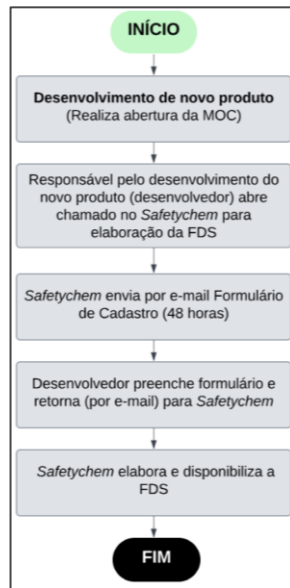 INÍCIO
Desenvolvimento de novo produto
(Realiza abertura da MOC)
Responsável pelo desenvolvimento do
novo produto (desenvolvedor) abre
chamado no Safetychem para
elaboração da FDS
Safetychem envia por e-mail Formulário
de Cadastro (48 horas)
Desenvolvedor preenche formulário e
retorna (por e-mail) para Safetychem
Safetychem elabora e disponibiliza a
FDS
FIM